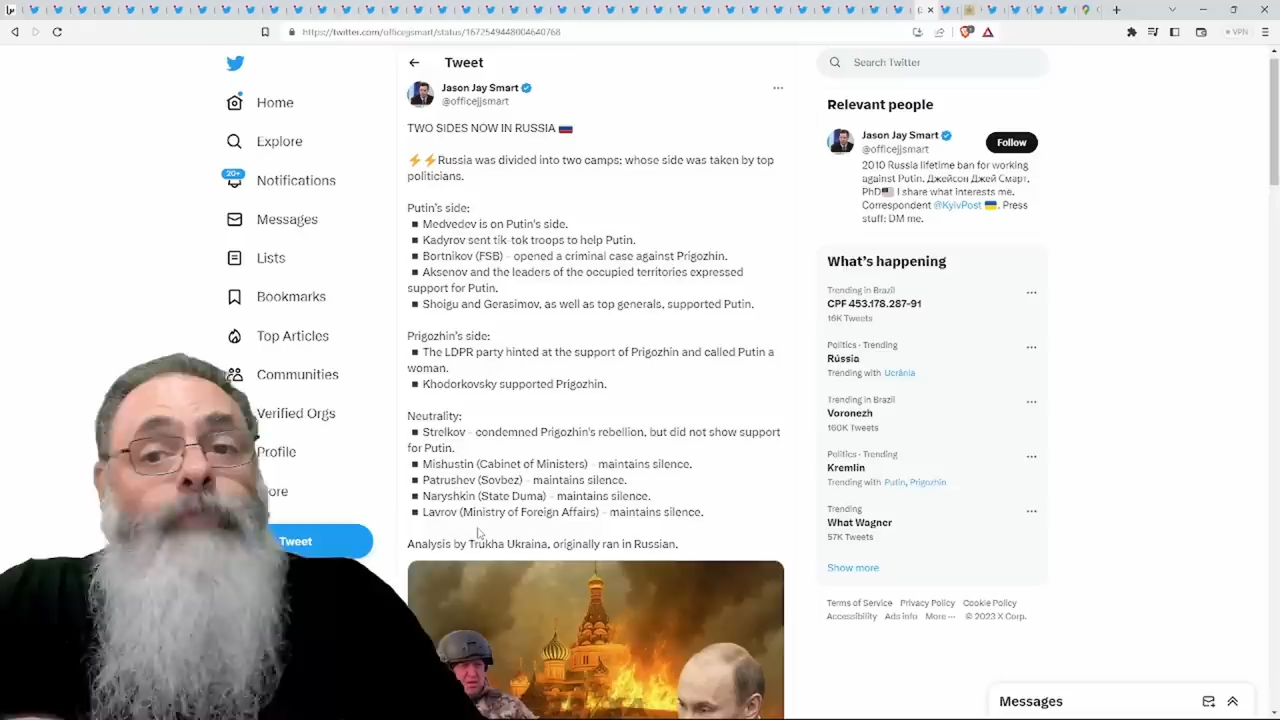 https://twitter.com/officejjsmart/status/1672549448004640768
VPN
Home
Explore
20+
Notifications
Messages
Lists
Bookmarks
Top Articles
Communities
Verified Orgs
Profile
ore
Tweet
Tweet
Jason Jay Smart
@officejjsmart
TWO SIDES NOW IN RUSSIA 🇷🇺
⚡⚡Russia was divided into two camps; whose side was taken by top
politicians.
Putin's side:
▪ Medvedev is on Putin's side.
▪ Kadyrov sent tik-tok troops to help Putin.
▪ Bortnikov (FSB) - opened a criminal case against Prigozhin.
▪ Aksenov and the leaders of the occupied territories expressed
support for Putin.
▪ Shoigu and Gerasimov, as well as top generals, supported Putin.
Prigozhin's side:
▪ The LDPR party hinted at the support of Prigozhin and called Putin a
woman.
▪ Khodorkovsky supported Prigozhin.
Neutrality:
▪ Strelkov - condemned Prigozhin's rebellion, but did not show support
for Putin.
▪ Mishustin (Cabinet of Ministers) - maintains silence.
▪ Patrushev (Sovbez) - maintains silence.
▪ Naryshkin (State Duma) - maintains silence.
▪ Lavrov (Ministry of Foreign Affairs) - maintains silence.
Analysis by Trukha Ukraina, originally ran in Russian.
Search Twitter
Relevant people
Jason Jay Smart
@officejjsmart
Follow
2010 Russia lifetime ban for working
against Putin. Джейсон Джей Смарт,
PhD🇺🇸 I share what interests me.
Correspondent @KyivPost 🇺🇦. Press
stuff: DM me.
What's happening
Trending in Brazil
CPF 453.178.287-91
16K Tweets
Politics · Trending
Rússia
Trending with Ucrânia
Trending in Brazil
Voronezh
160K Tweets
Politics · Trending
Kremlin
Trending with Putin, Prigozhin
Trending
What Wagner
57K Tweets
Show more
Terms of Service Privacy Policy Cookie Policy
Accessibility Ads info More ··· © 2023 X Corp.
Messages